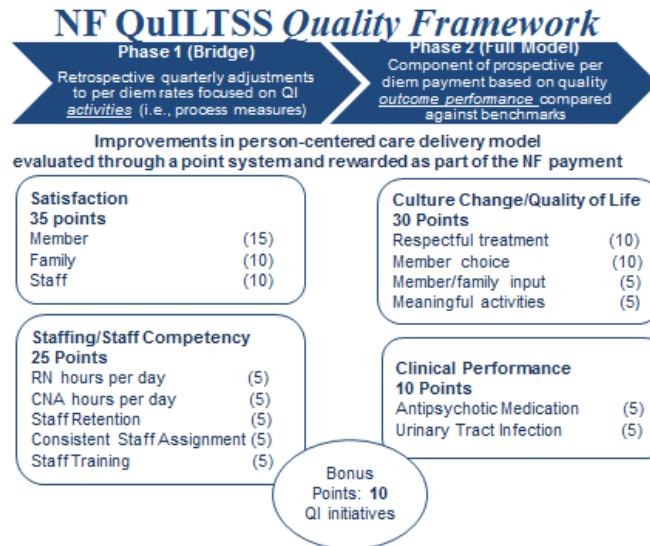 NF QuILTSS Quality Framework
Phase 1 (Bridge)
Retrospective quarterly adjustments
to per diem rates focused on QI
activities (i.e., process measures)
Phase 2 (Full Model)
Component of prospective per
diem payment based on quality
outcome performance compared
against benchmarks
Improvements in person-centered care delivery model
evaluated through a point system and rewarded as part of the NF payment
Satisfaction
35 points
Member (15)
Family (10)
Staff (10)
Culture Change/Quality of Life
30 Points
Respectful treatment (10)
Member choice (10)
Member/family input (5)
Meaningful activities (5)
Staffing/Staff Competency
25 Points
RN hours per day (5)
CNA hours per day (5)
Staff Retention (5)
Consistent Staff Assignment (5)
Staff Training (5)
Clinical Performance
10 Points
Antipsychotic Medication (5)
Urinary Tract Infection (5)
Bonus
Points: 10
QI initiatives